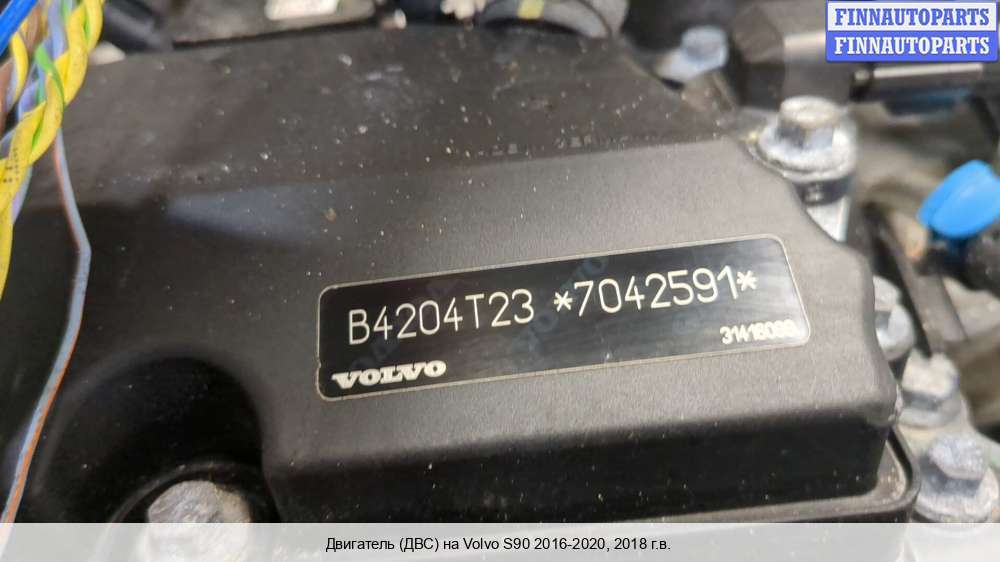 FINNAUTOPARTS
FINNAUTOPARTS
B4204T23 *7042591*
VOLVO
Двигатель (ДВС) на Volvo S90 2016-2020, 2018 г.в.